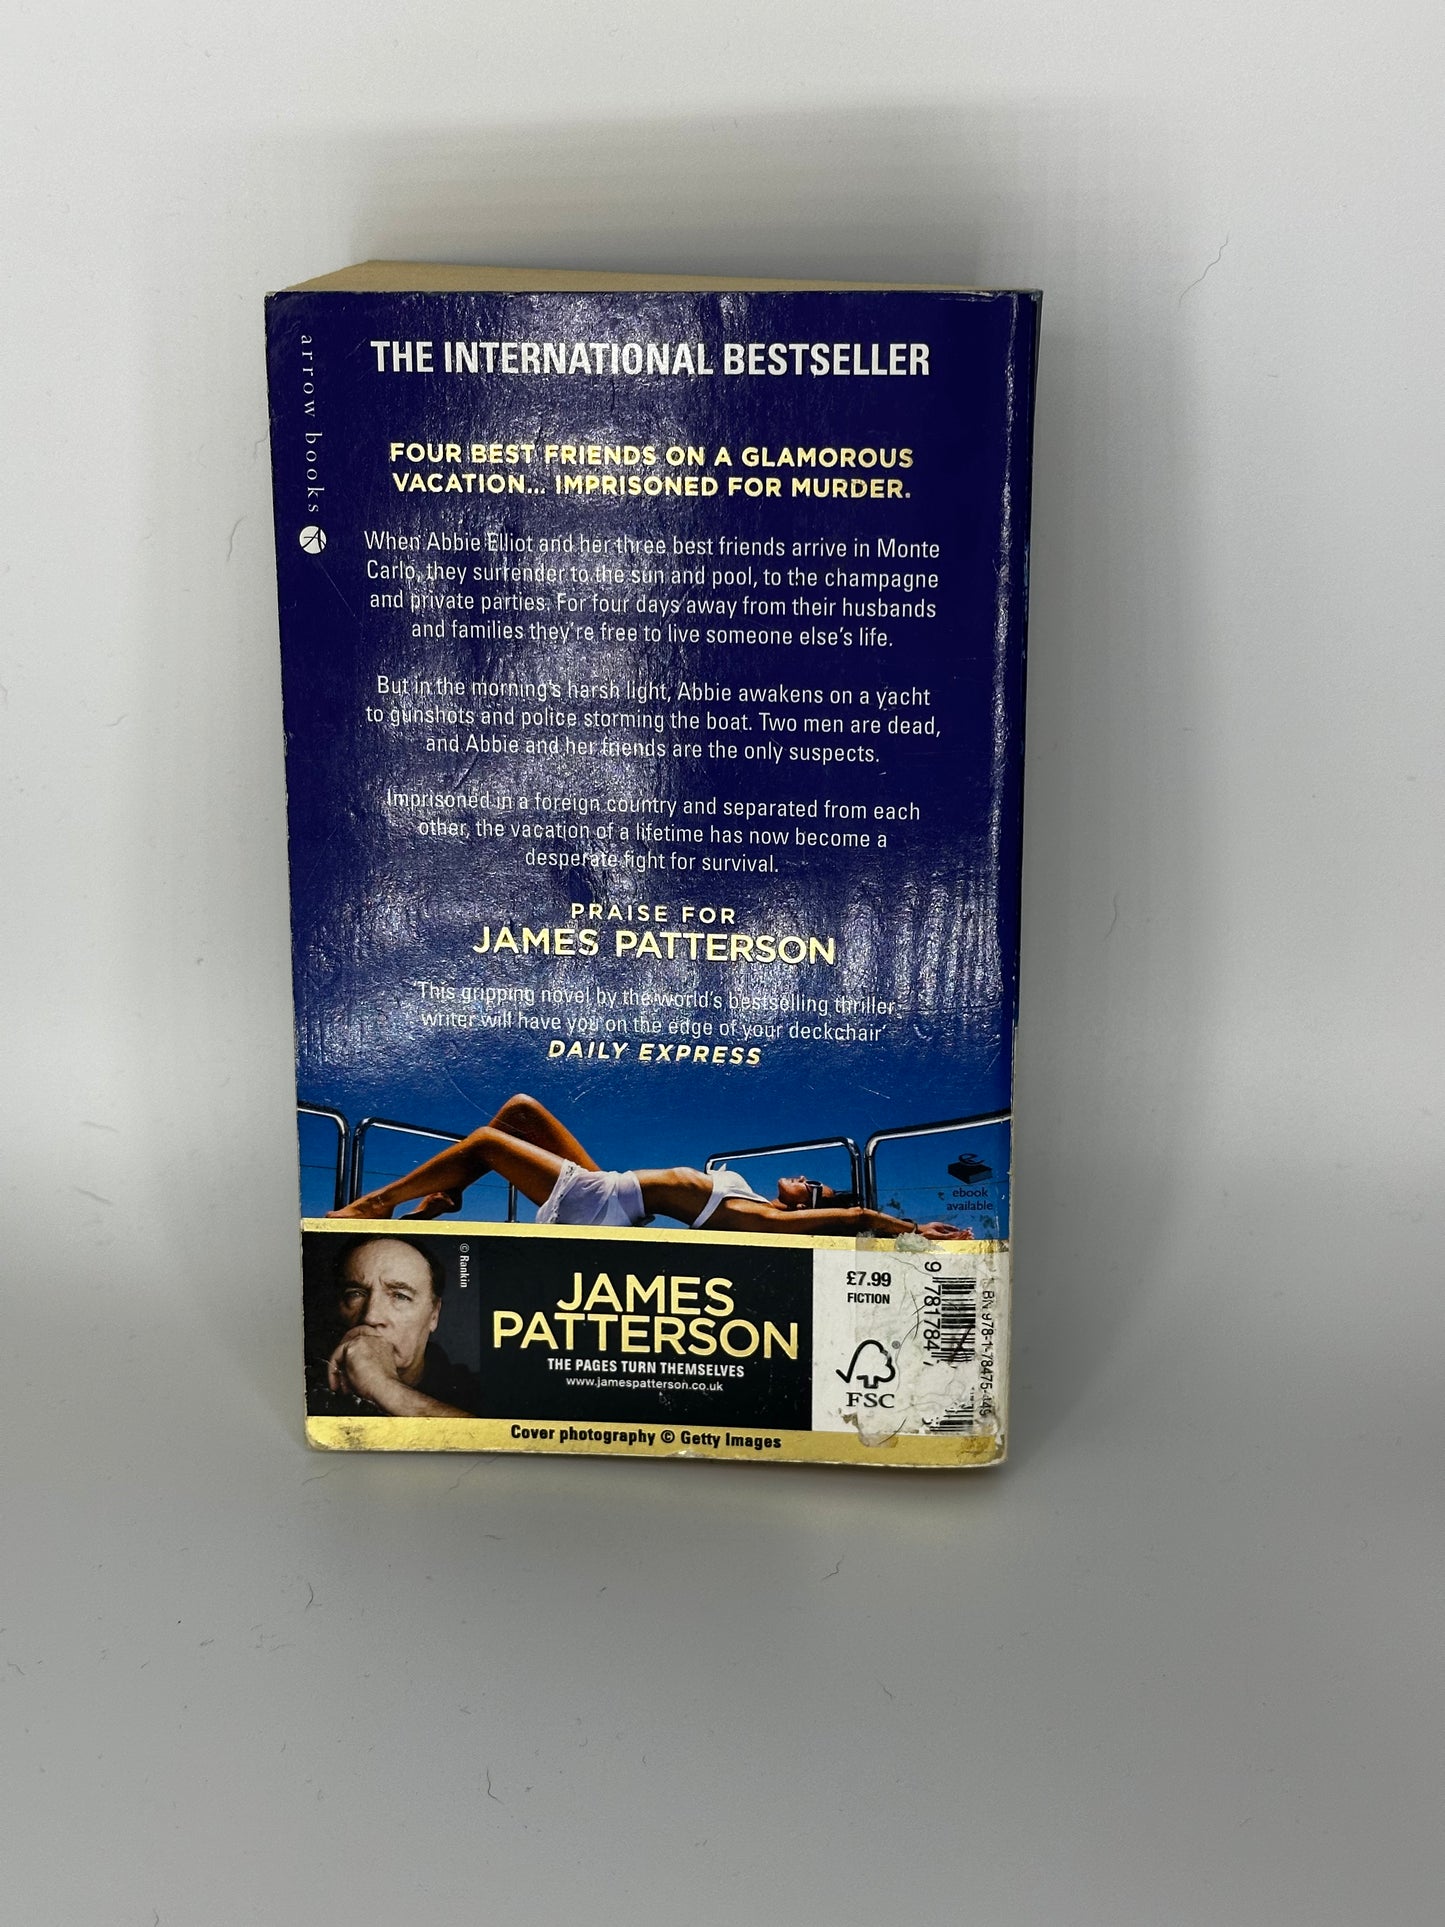 THE INTERNATIONAL BESTSELLER
arrow books
FOUR BEST FRIENDS ON A GLAMOROUS
VACATION... IMPRISONED FOR MURDER.
When Abbie Elliot and her three best friends arrive in Monte
Carlo, they surrender to the sun and pool, to the champagne
and private parties. For four days away from their husbands
and families they're free to live someone else's life.
But in the morning's harsh light, Abbie awakens on a yacht
to gunshots and police storming the boat. Two men are dead,
and Abbie and her friends are the only suspects.
Imprisoned in a foreign country and separated from each
other, the vacation of a lifetime has now become a
desperate fight for survival.
PRAISE FOR
JAMES PATTERSON
'This gripping novel by the world's bestselling thriller
writer will have you on the edge of your deckchair'
DAILY EXPRESS
ebook
available
© Rankin
JAMES
PATTERSON
THE PAGES TURN THEMSELVES
www.jamespatterson.co.uk
£7.99
FICTION
FSC
®
9 781784
978-1-78475-
Cover photography © Getty Images